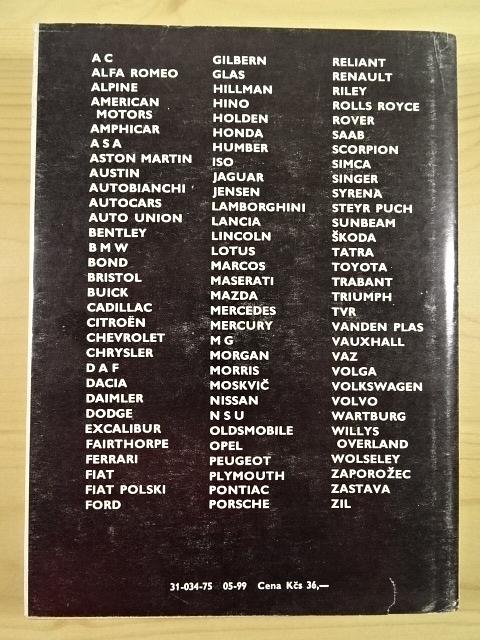 A C
ALFA ROMEO
ALPINE
AMERICAN
MOTORS
AMPHICAR
A S A
ASTON MARTIN
AUSTIN
AUTOBIANCHI
AUTOCARS
AUTO UNION
BENTLEY
B M W
BOND
BRISTOL
BUICK
CADILLAC
CITROËN
CHEVROLET
CHRYSLER
D A F
DACIA
DAIMLER
DODGE
EXCALIBUR
FAIRTHORPE
FERRARI
FIAT
FIAT POLSKI
FORD
GILBERN
GLAS
HILLMAN
HINO
HOLDEN
HONDA
HUMBER
ISO
JAGUAR
JENSEN
LAMBORGHINI
LANCIA
LINCOLN
LOTUS
MARCOS
MASERATI
MAZDA
MERCEDES
MERCURY
M G
MORGAN
MORRIS
MOSKVIČ
NISSAN
N S U
OLDSMOBILE
OPEL
PEUGEOT
PLYMOUTH
PONTIAC
PORSCHE
RELIANT
RENAULT
RILEY
ROLLS ROYCE
ROVER
SAAB
SCORPION
SIMCA
SINGER
SYRENA
STEYR PUCH
SUNBEAM
ŠKODA
TATRA
TOYOTA
TRABANT
TRIUMPH
TVR
VANDEN PLAS
VAUXHALL
VAZ
VOLGA
VOLKSWAGEN
VOLVO
WARTBURG
WILLYS
OVERLAND
WOLSELEY
ZAPOROŽEC
ZASTAVA
ZIL
31-034-75 05-99 Cena Kčs 36,—